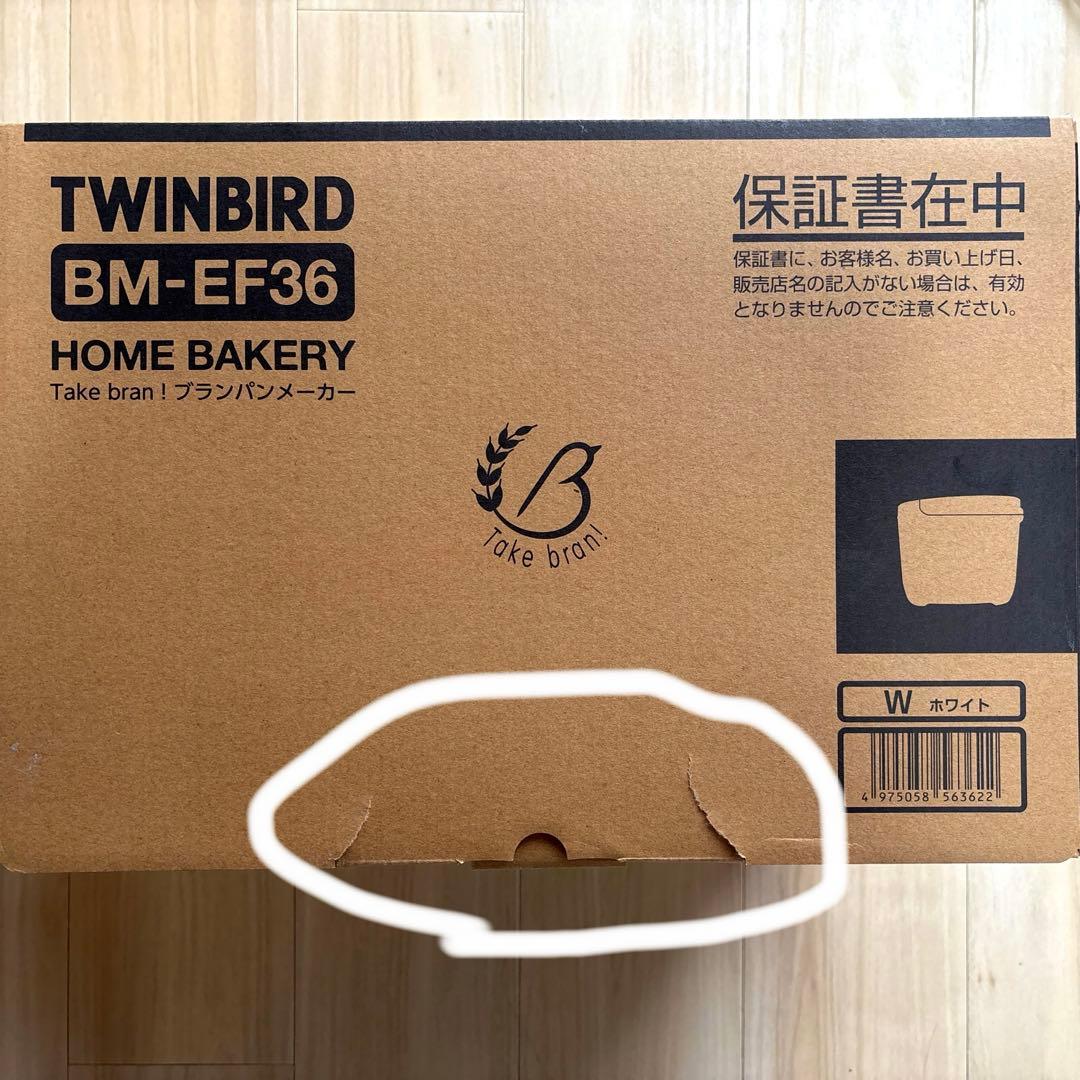 TWINBIRD
BM-EF36
HOME BAKERY
Take bran！ブランパンメーカー
保証書在中
保証書に、お客様名、お買い上げ日、
販売店名の記入がない場合は、有効
となりませんのでご注意ください。
Take bran!
W ホワイト
4 975058 563622